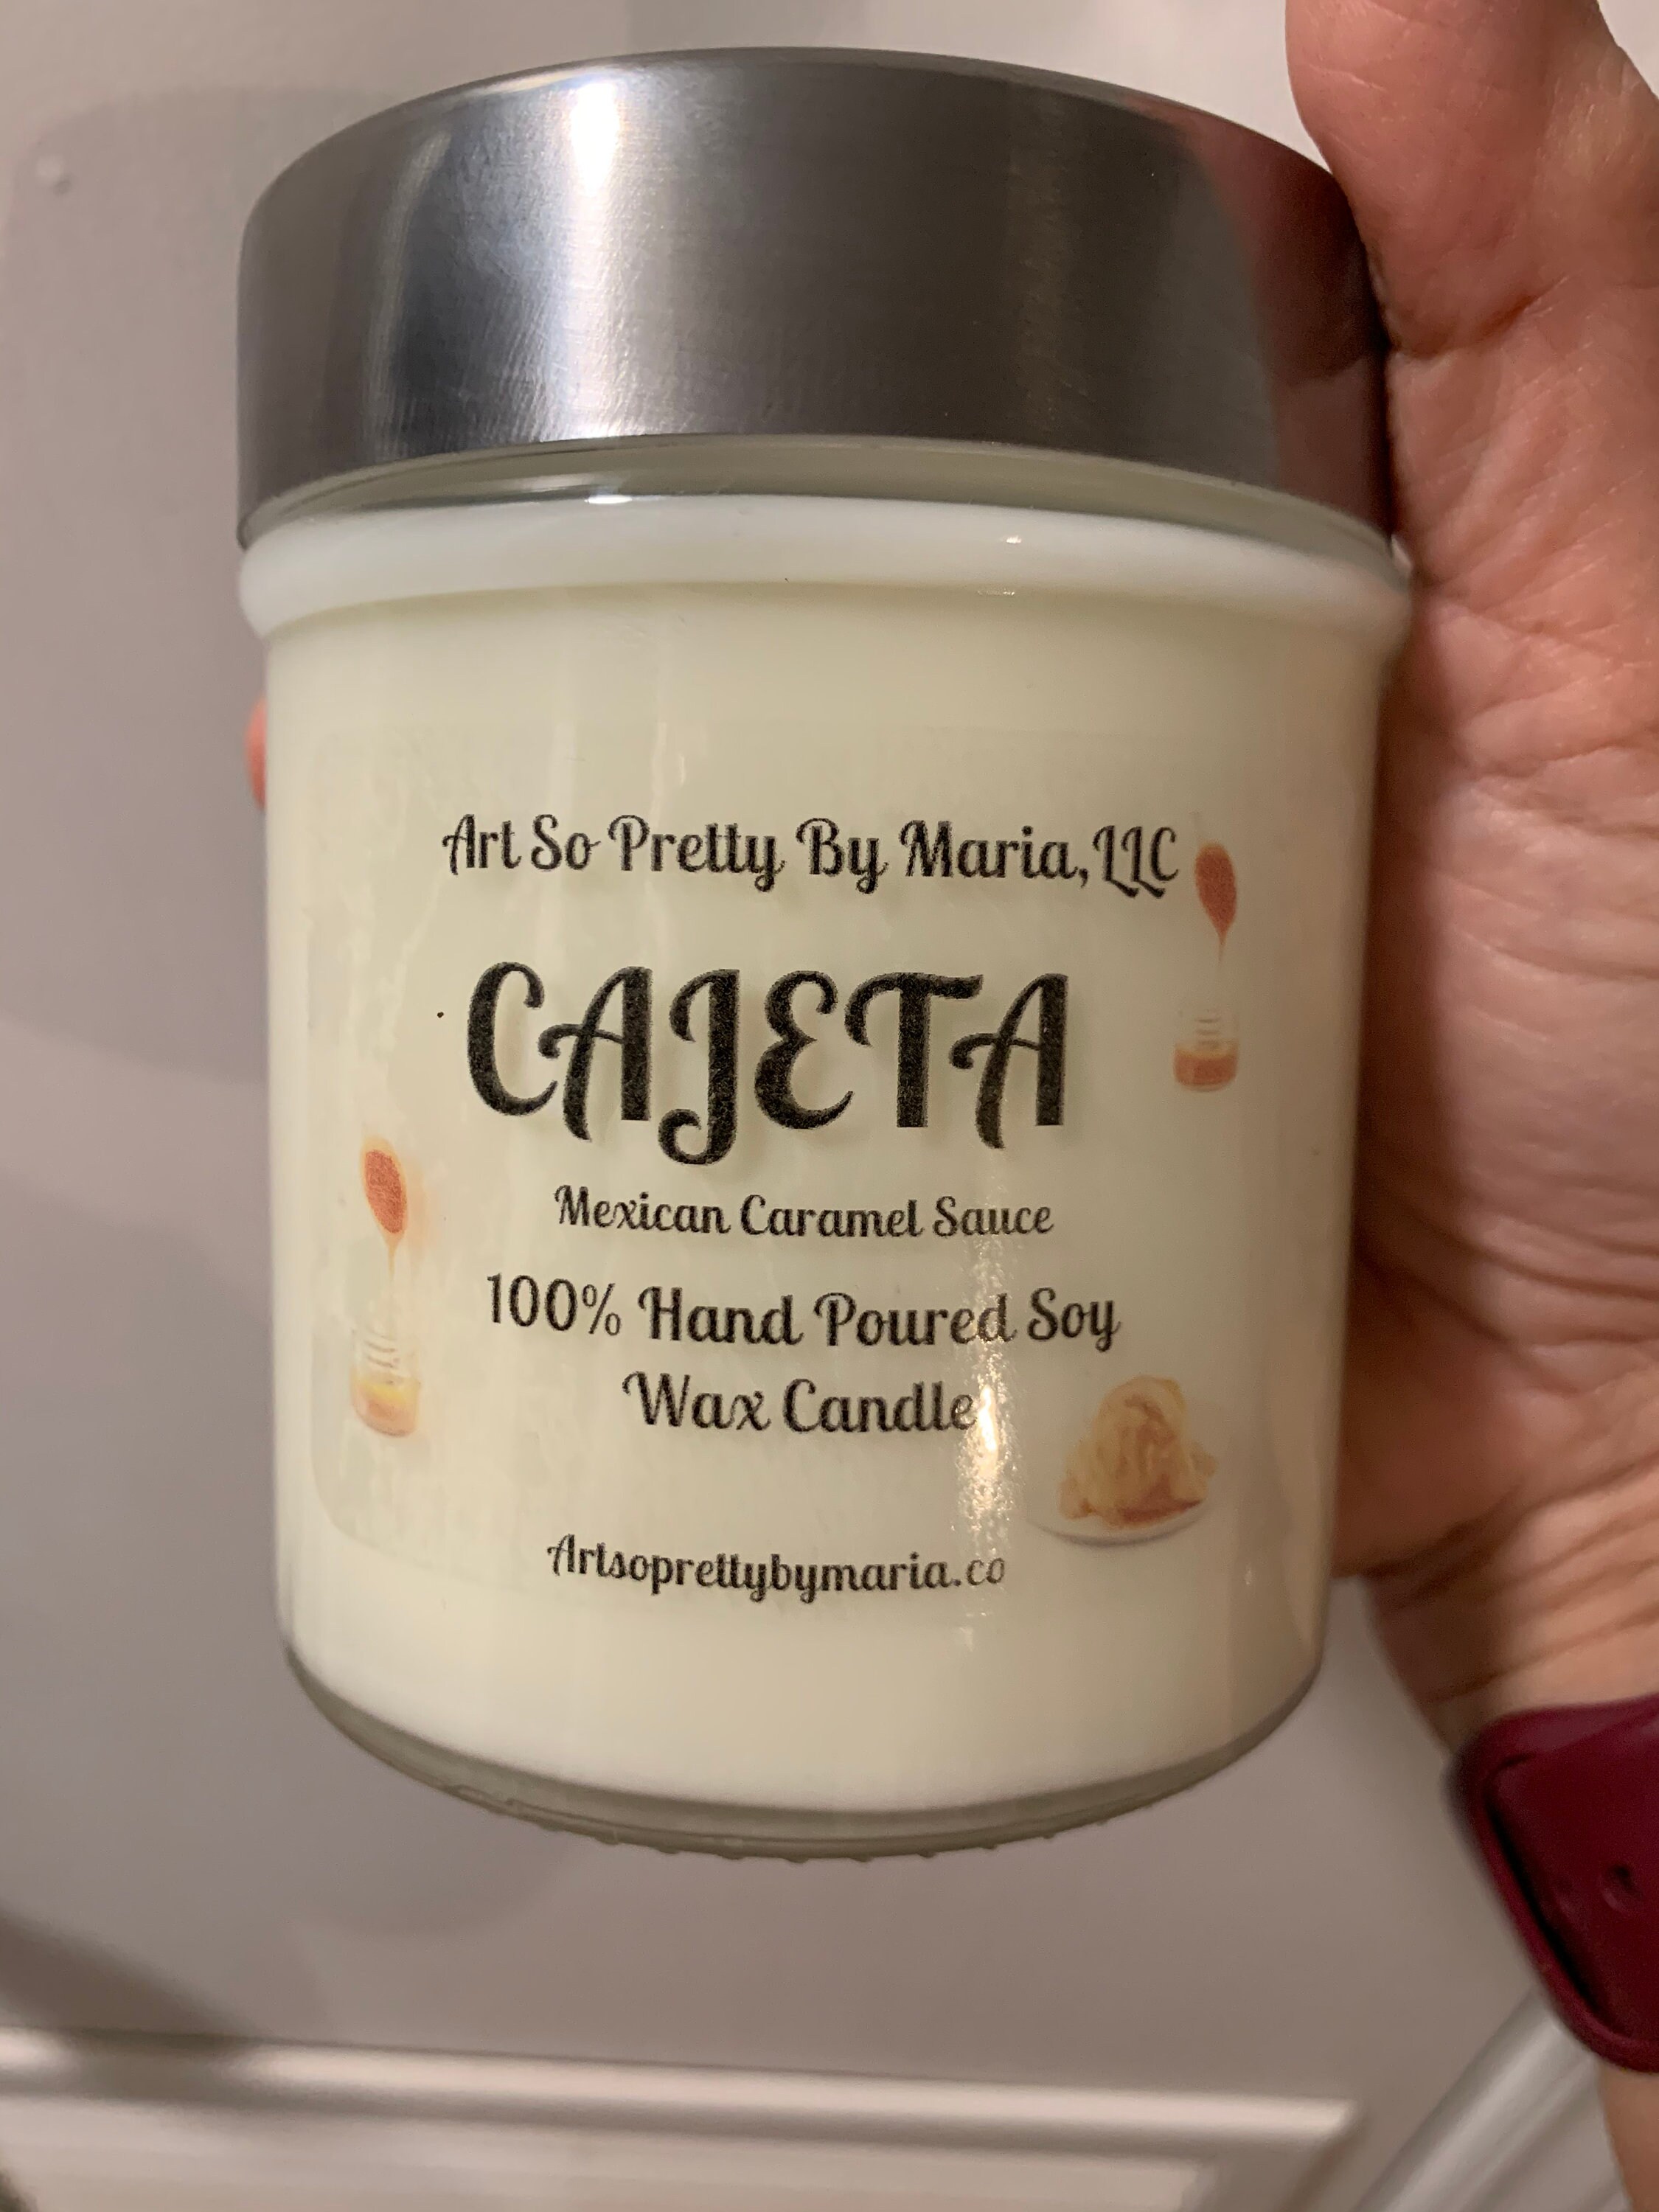 Art So Pretty By Maria, LLC
CAJETA
Mexican Caramel Sauce
100% Hand Poured Soy
Wax Candle
Artsoprettybymaria.co